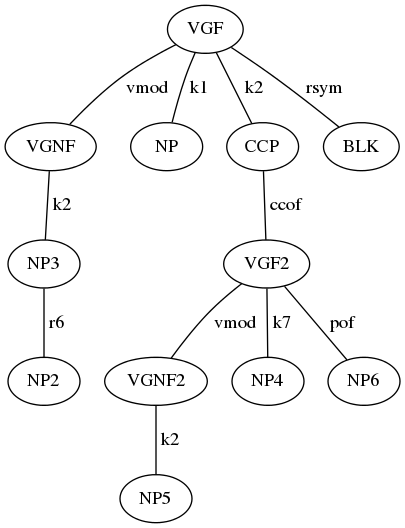 VGF
vmod k1 k2 rsym
VGNF NP CCP BLK
k2 ccof
NP3 VGF2
r6 vmod k7 pof
NP2 VGNF2 NP4 NP6
k2
NP5